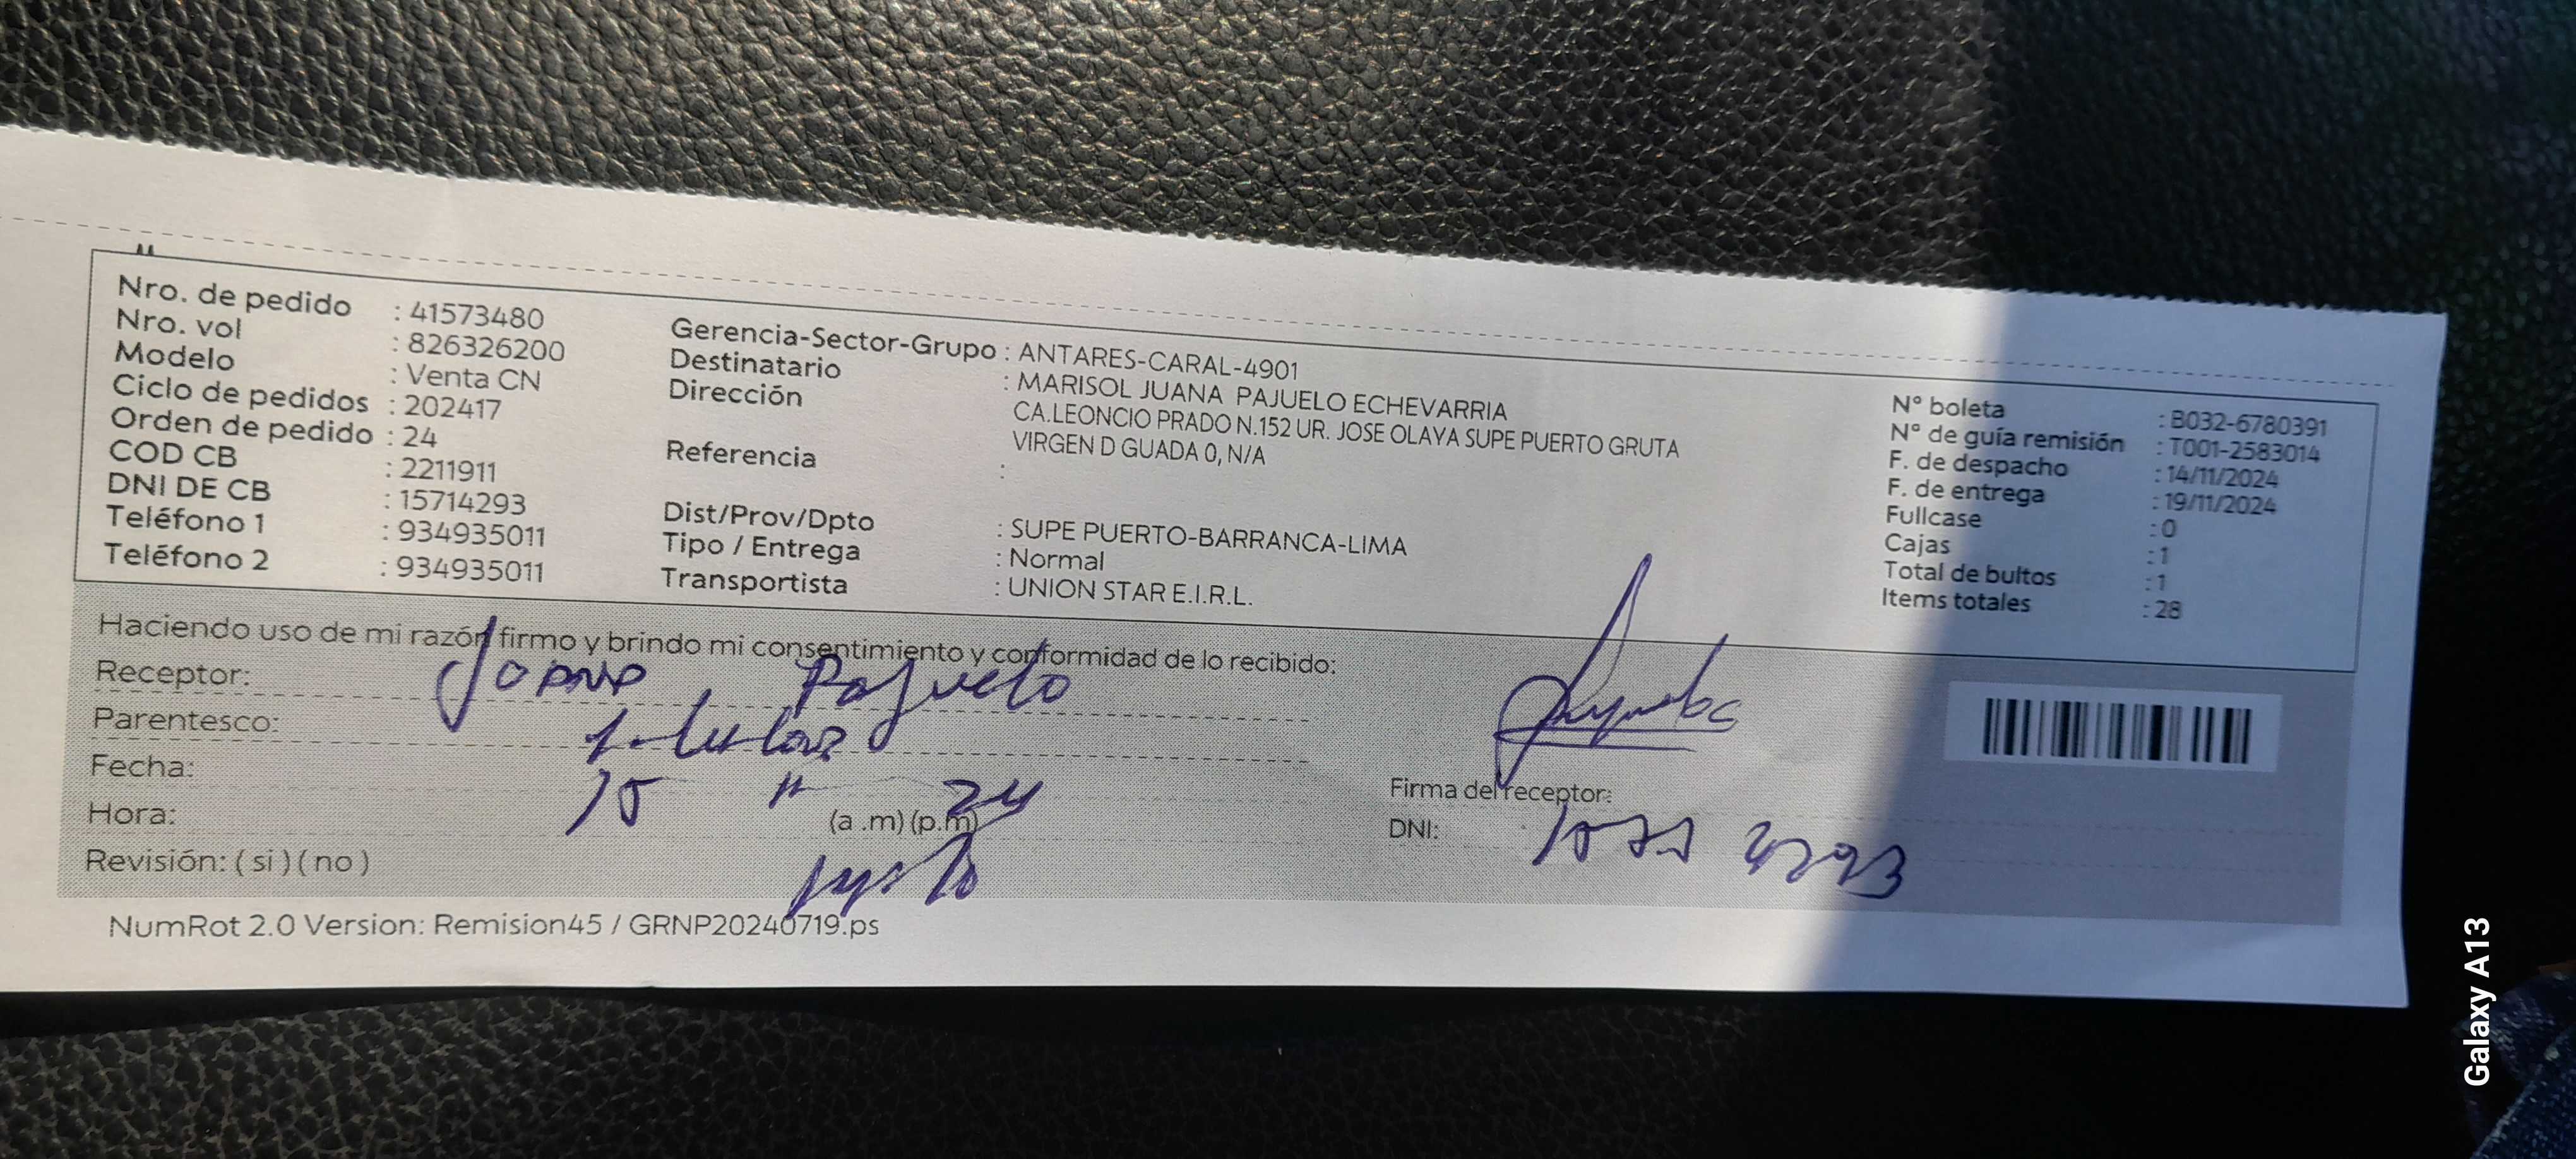 Nro. de pedido : 41573480
Nro. vol : 826326200
Modelo : Venta CN
Ciclo de pedidos : 202417
Orden de pedido : 24
COD CB : 2211911
DNI DE CB : 15714293
Teléfono 1 : 934935011
Teléfono 2 : 934935011
Gerencia-Sector-Grupo : ANTARES-CARAL-4901
Destinatario : MARISOL JUANA PAJUELO ECHEVARRIA
Dirección CA.LEONCIO PRADO N.152 UR. JOSE OLAYA SUPE PUERTO GRUTA
VIRGEN D GUADA 0, N/A
Referencia :
Dist/Prov/Dpto : SUPE PUERTO-BARRANCA-LIMA
Tipo / Entrega : Normal
Transportista : UNION STAR E.I.R.L.
N° boleta : B032-6780391
N° de guía remisión : T001-2583014
F. de despacho : 14/11/2024
F. de entrega : 19/11/2024
Fullcase : 0
Cajas : 1
Total de bultos : 1
Items totales : 28
Haciendo uso de mi razón firmo y brindo mi consentimiento y conformidad de lo recibido:
Receptor: Pajuelo
Parentesco:
Fecha: 15 11 24
Hora: (a .m) (p.m)
Revisión: ( si ) ( no )
Firma del receptor:
DNI: 1571 4293
NumRot 2.0 Version: Remision45 / GRNP20240719.ps
Galaxy A13